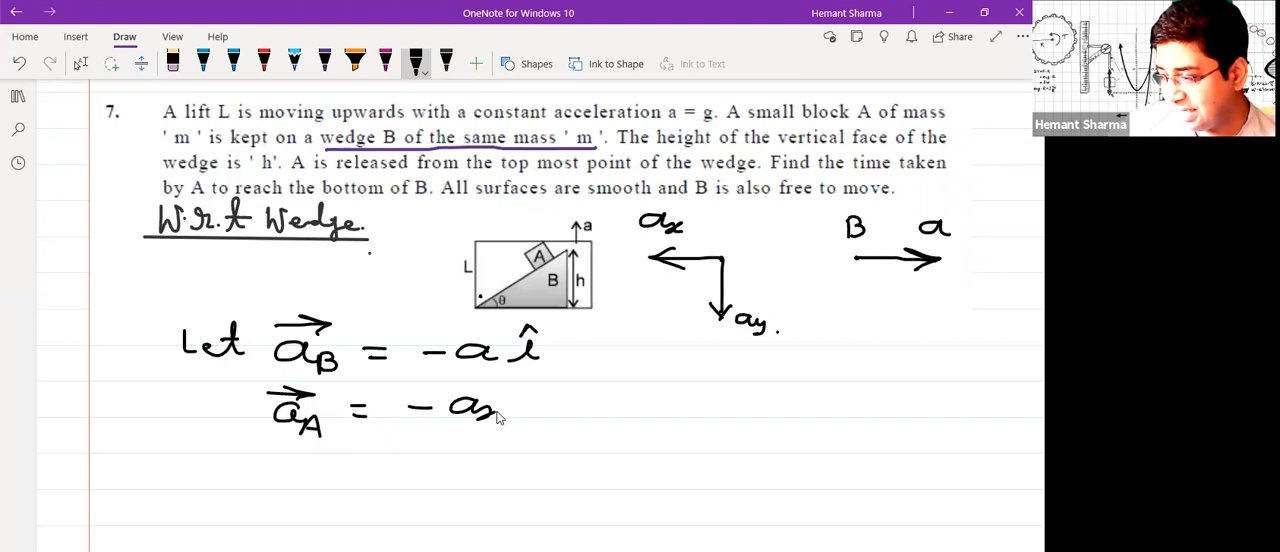 OneNote for Windows 10
Hemant Sharma
Home Insert Draw View Help
Share
Shapes
Ink to Shape
Ink to Text
7. A lift L is moving upwards with a constant acceleration a = g. A small block A of mass
' m ' is kept on a wedge B of the same mass ' m '. The height of the vertical face of the
wedge is ' h'. A is released from the top most point of the wedge. Find the time taken
by A to reach the bottom of B. All surfaces are smooth and B is also free to move.
W.r.t Wedge.
a
L
A
B
h
θ
ax
ay.
B a
Let a⃗B = -a î
a⃗A = - ax
Hemant Sharma